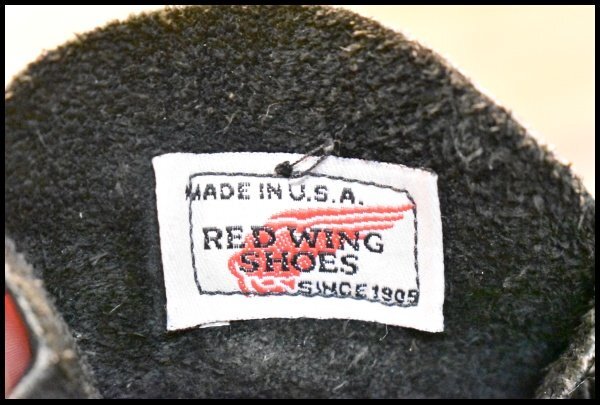 MADE IN U.S.A.
RED WING
SHOES
SINCE 1905